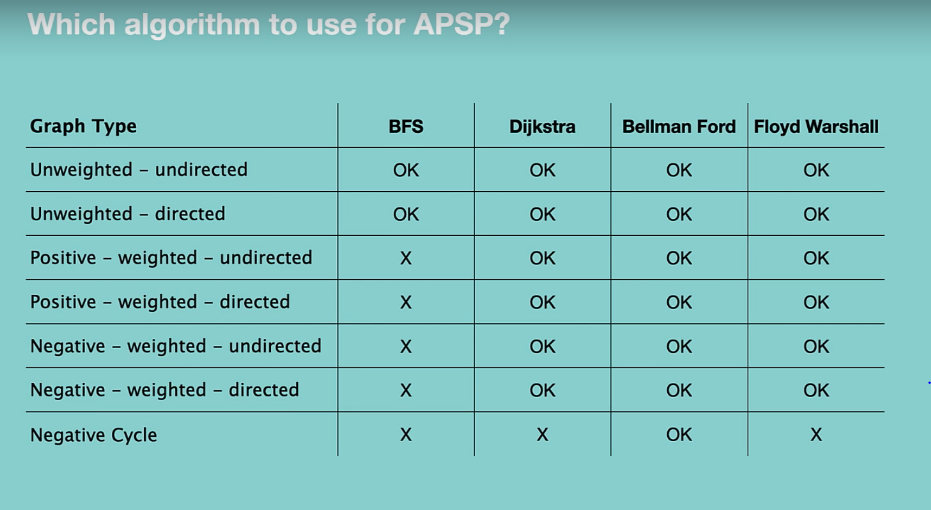 Which algorithm to use for APSP?
Graph Type BFS Dijkstra Bellman Ford Floyd Warshall
Unweighted – undirected OK OK OK OK
Unweighted – directed OK OK OK OK
Positive – weighted – undirected X OK OK OK
Positive – weighted – directed X OK OK OK
Negative – weighted – undirected X OK OK OK
Negative – weighted – directed X OK OK OK
Negative Cycle X X OK X